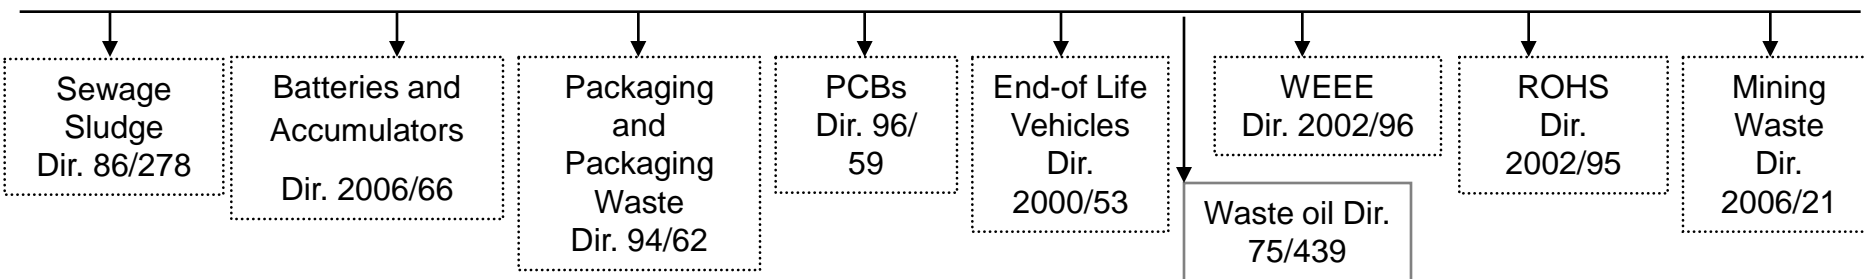 Sewage
Sludge
Dir. 86/278
Batteries and
Accumulators
Dir. 2006/66
Packaging
and
Packaging
Waste
Dir. 94/62
PCBs
Dir. 96/
59
End-of Life
Vehicles
Dir.
2000/53
Waste oil Dir.
75/439
WEEE
Dir. 2002/96
ROHS
Dir.
2002/95
Mining
Waste
Dir.
2006/21